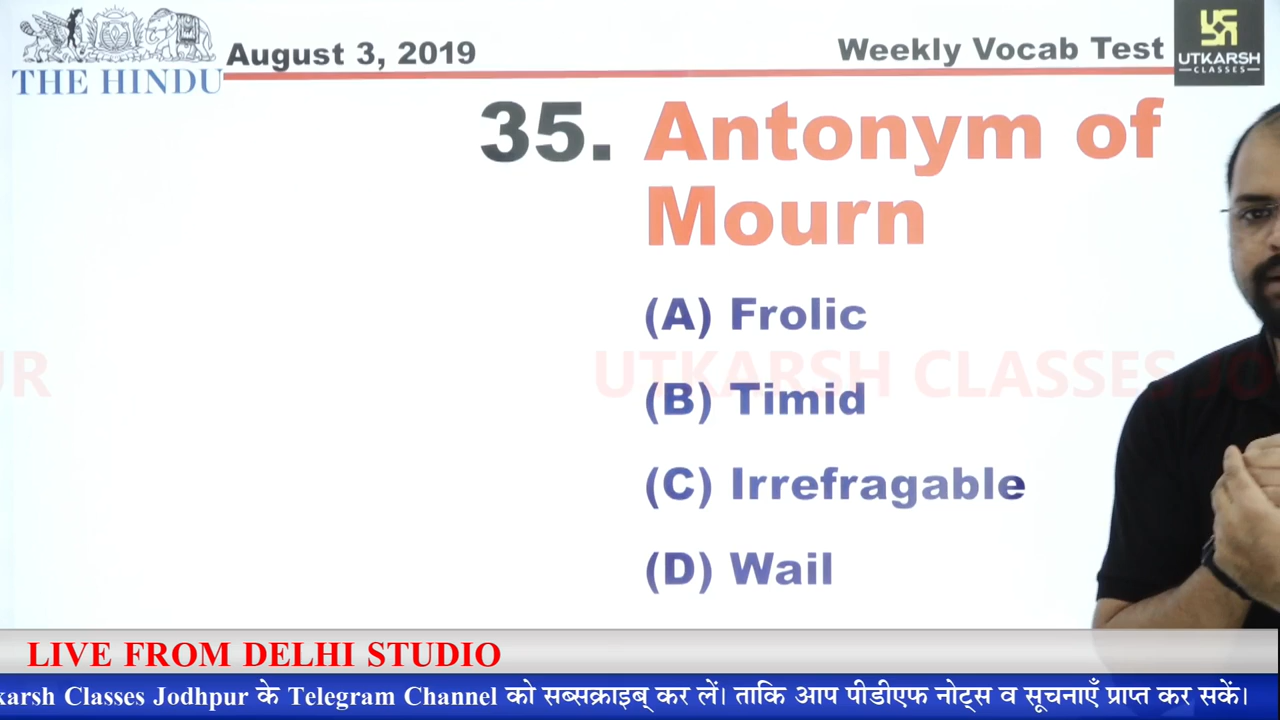 THE HINDU
August 3, 2019
Weekly Vocab Test
UTKARSH
CLASSES
35. Antonym of
Mourn
(A) Frolic
(B) Timid
(C) Irrefragable
(D) Wail
UR
UTKARSH CLASSES JO
LIVE FROM DELHI STUDIO
karsh Classes Jodhpur के Telegram Channel को सब्सक्राइब् कर लें। ताकि आप पीडीएफ नोट्स व सूचनाएँ प्राप्त कर सकें।